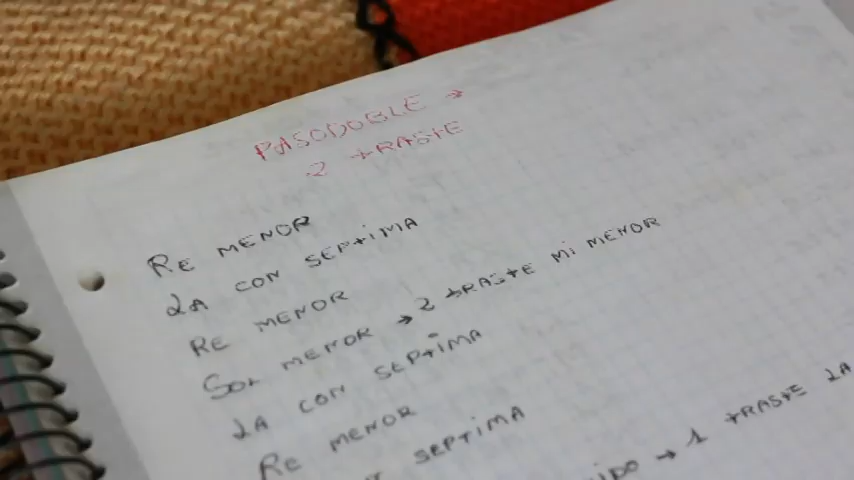 PASODOBLE →
2 TRASTE
RE MENOR
LA CON SEPTIMA
RE MENOR
SOL MENOR → 2 TRASTE MI MENOR
LA CON SEPTIMA
RE MENOR
SEPTIMA
→ 1 TRASTE LA